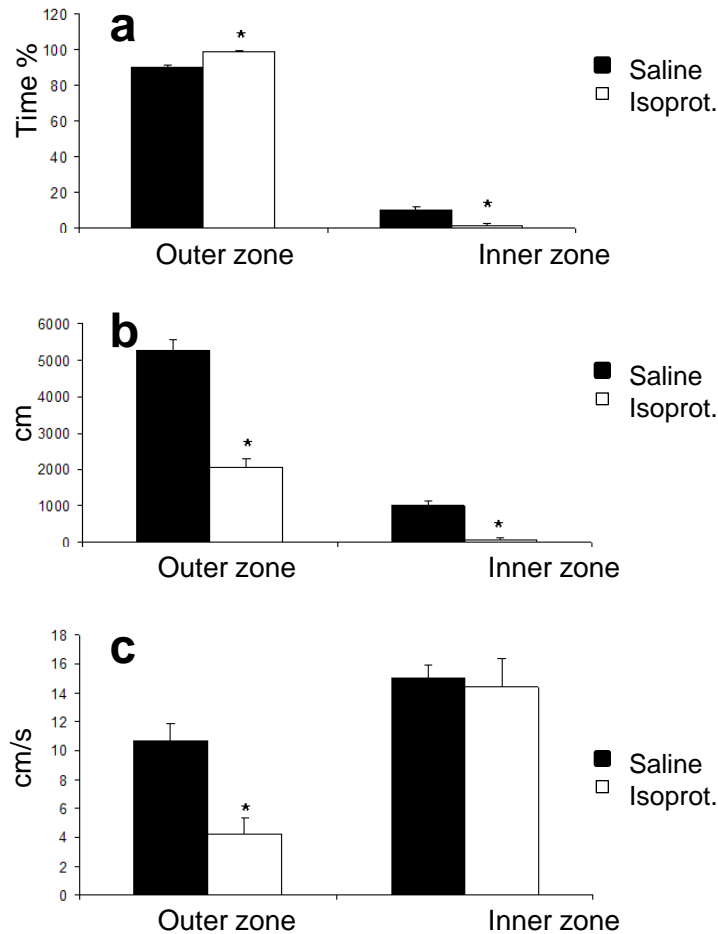 a
*
120
100
80
60
40
20
0
Time %
*
Saline
Isoprot.
Outer zone Inner zone
b
6000
5000
4000
3000
2000
1000
0
cm
*
*
Saline
Isoprot.
Outer zone Inner zone
c
18
16
14
12
10
8
6
4
2
0
cm/s
*
Saline
Isoprot.
Outer zone Inner zone